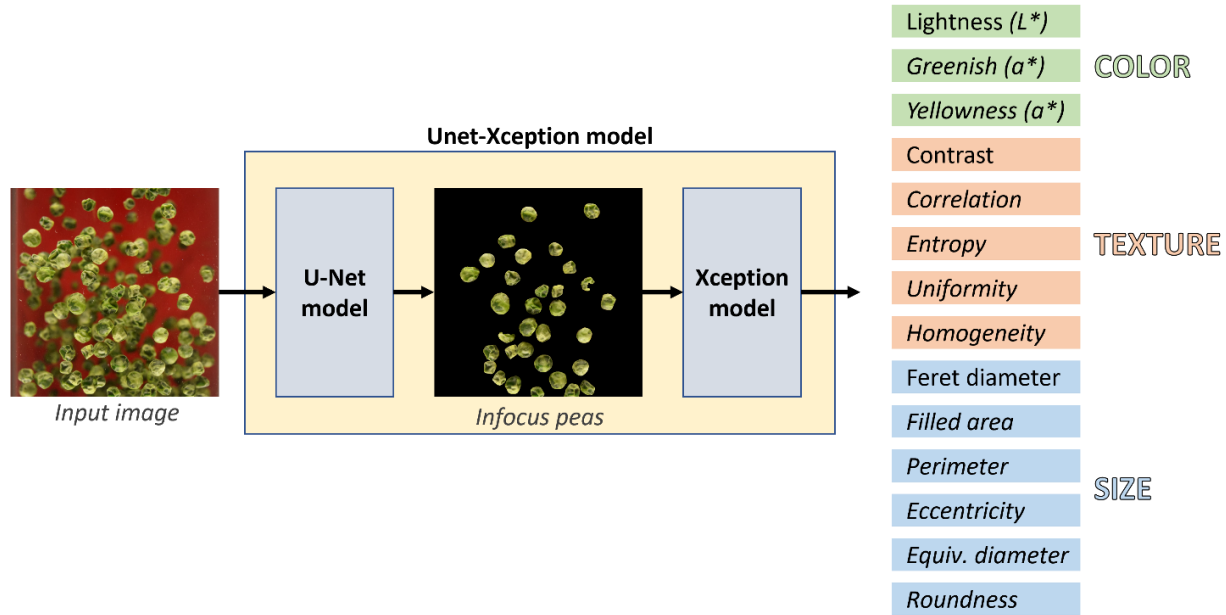 Unet-Xception model
U-Net
model
Xception
model
Input image
Infocus peas
Lightness (L*)
Greenish (a*)
Yellowness (a*)
COLOR
Contrast
Correlation
Entropy
Uniformity
Homogeneity
TEXTURE
Feret diameter
Filled area
Perimeter
Eccentricity
Equiv. diameter
Roundness
SIZE